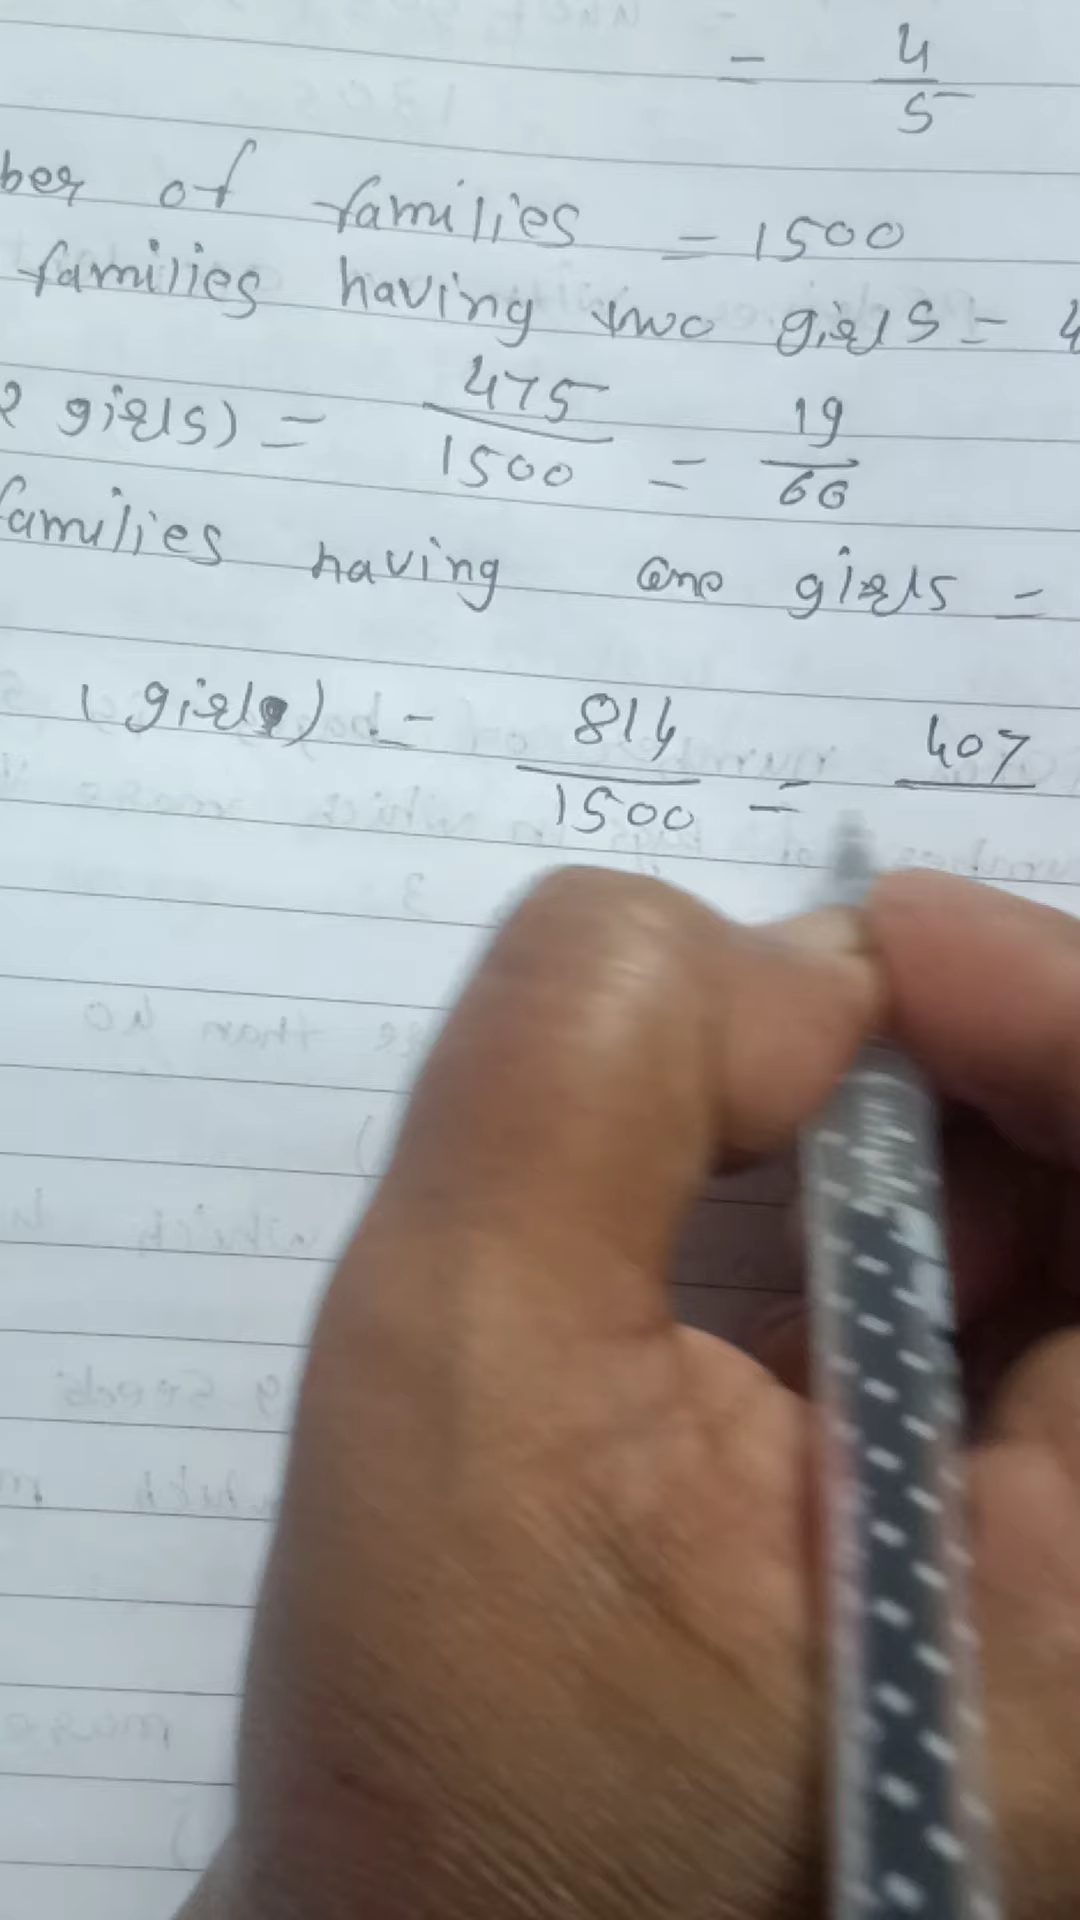 = 4/5
ber of families = 1500
families having two girls = 4
2 girls) = 475/1500 = 19/60
families having one girls =
1 girls) - 814/1500 = 407